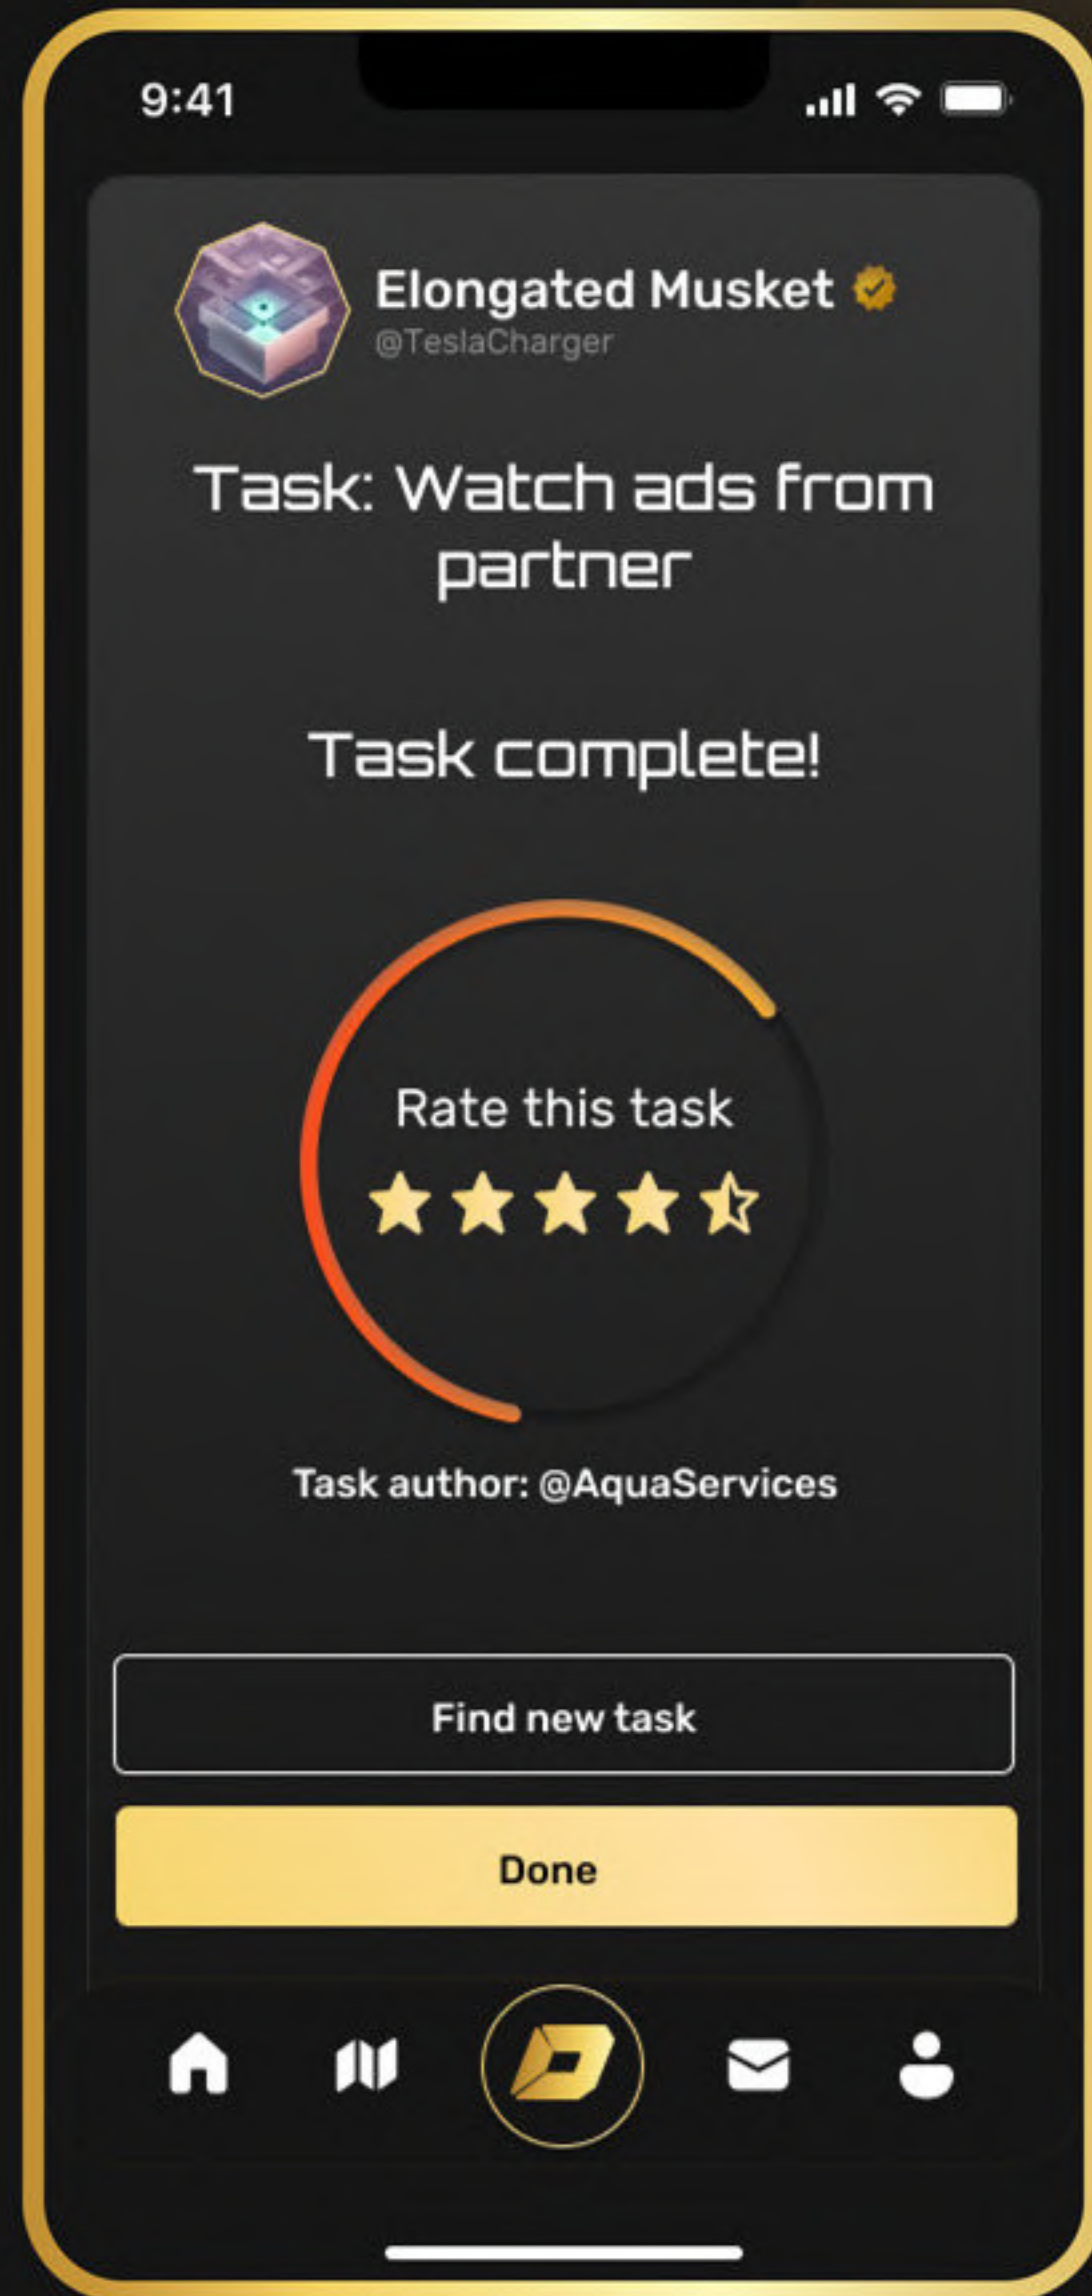 9:41
Elongated Musket
@TeslaCharger
Task: Watch ads from
partner
Task complete!
Rate this task
Task author: @AquaServices
Find new task
Done